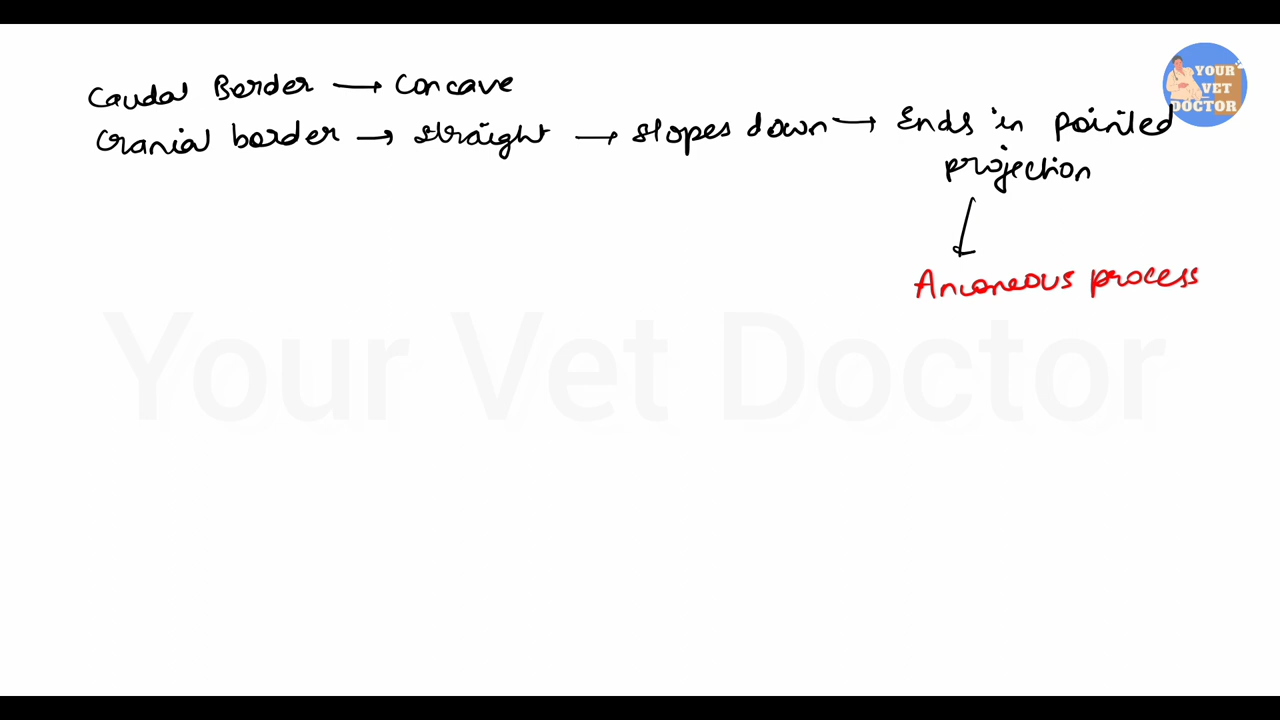 Caudal Border → Concave
Cranial border → straight → slopes down → Ends in pointed
projection
↓
Anconeous process
YOUR
VET
DOCTOR
Your Vet Doctor